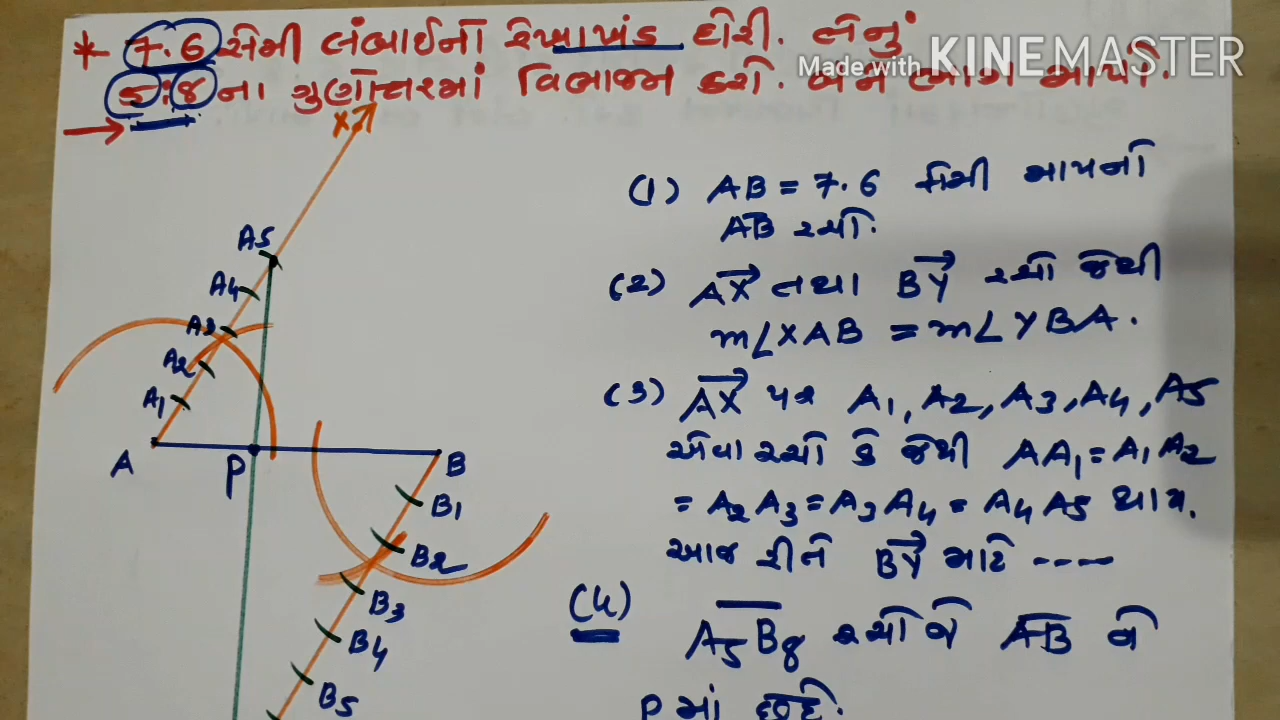 * 7.6 સેમી લંબાઈનો રેખાખંડ દોરી. તેનું
5:8 ના ગુણોત્તરમાં વિભાજન કરો. બંને ભાગ માપો.
Made with KINEMASTER
X
A5
A4
A3
A2
A1
A
P
B
B1
B2
B3
B4
B5
(1) AB = 7.6 સેમી માપનો
AB રચો.
(2) AX તથા BY રચો જેથી
m∠XAB = m∠YBA.
(3) AX પર A1, A2, A3, A4, A5
એવા રચો કે જેથી AA1 = A1A2
= A2A3 = A3A4 = A4A5 થાય.
આજ રીતે BY માટે ----
(4) A5B8 રચો જે AB ને
P માં છેદે.